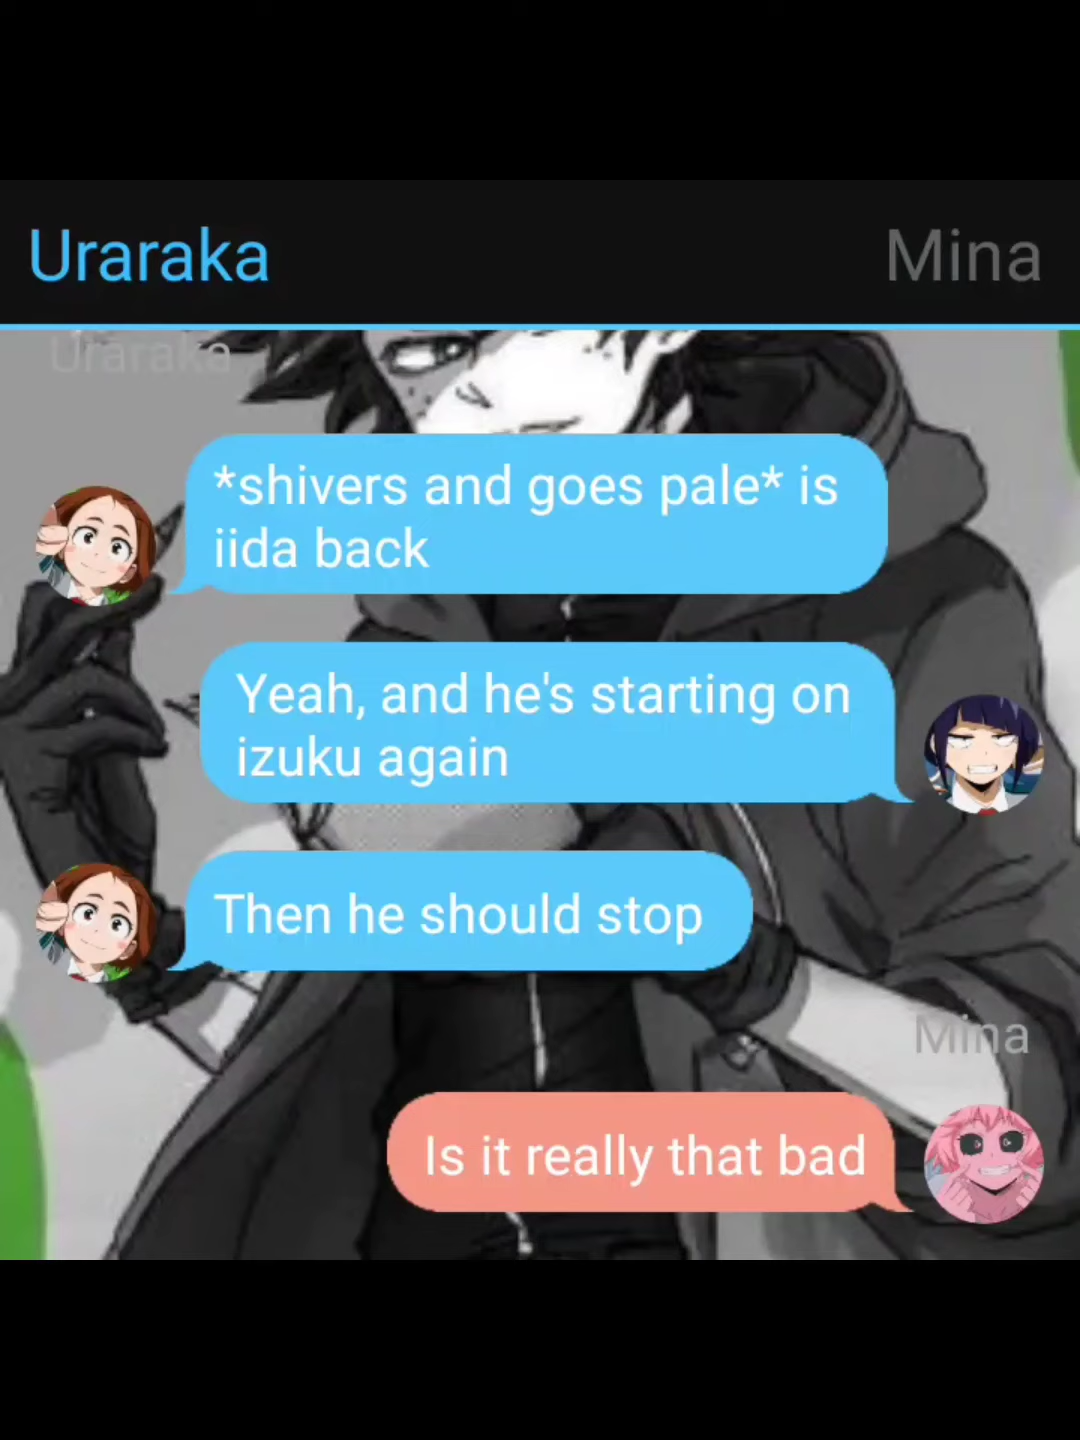 Uraraka Mina
Uraraka
*shivers and goes pale* is
iida back
Yeah, and he's starting on
izuku again
Then he should stop
Mina
Is it really that bad